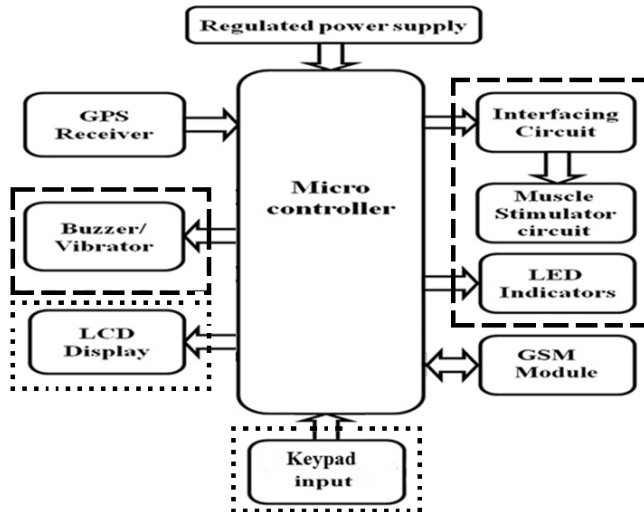 Regulated power supply
GPS
Receiver
Buzzer/
Vibrator
LCD
Display
Micro
controller
Interfacing
Circuit
Muscle
Stimulator
circuit
LED
Indicators
GSM
Module
Keypad
input